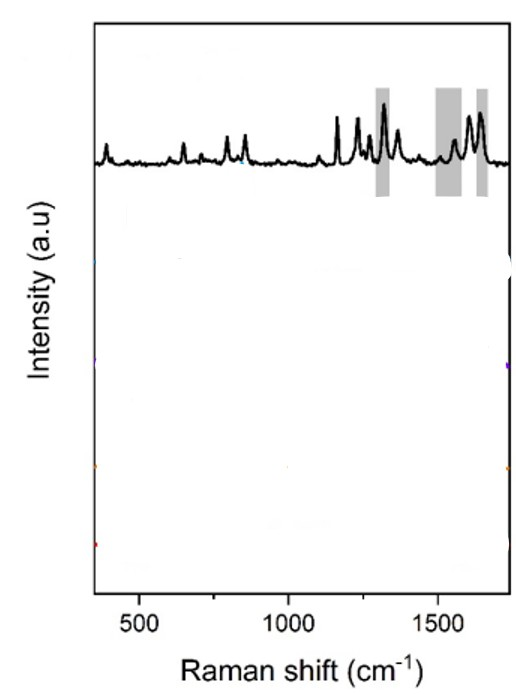 Intensity (a.u)
500 1000 1500
Raman shift (cm⁻¹)